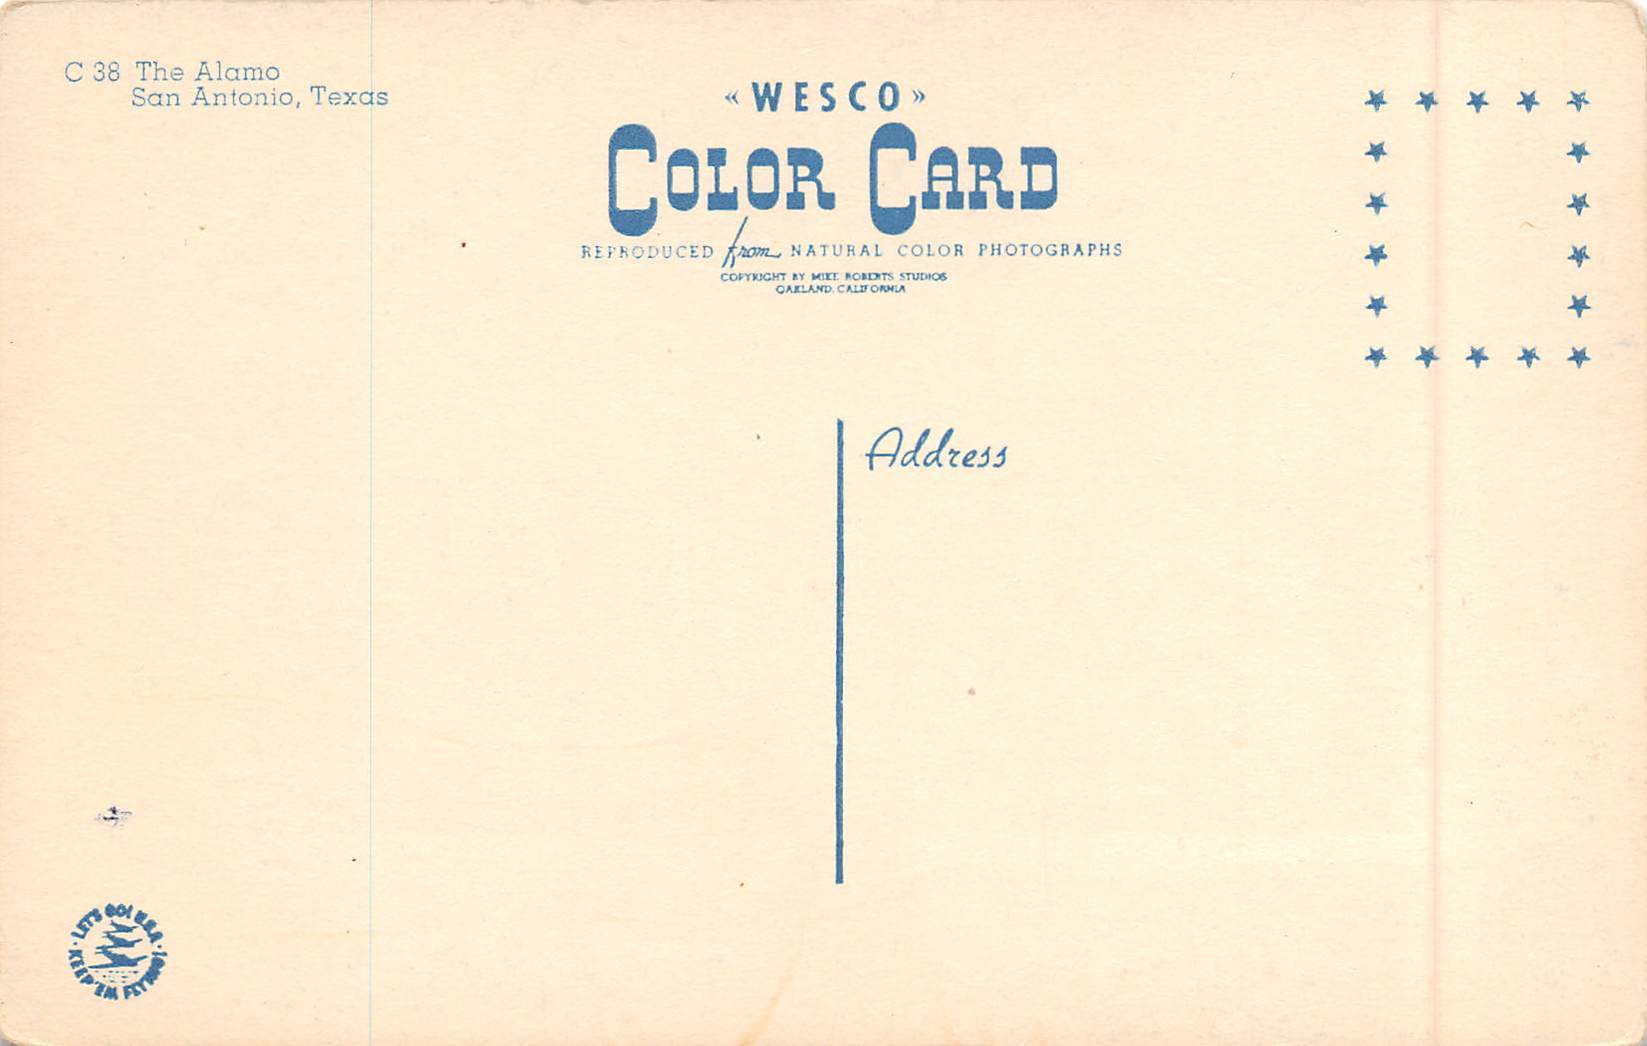 C 38 The Alamo
San Antonio, Texas
« WESCO »
COLOR CARD
REPRODUCED from NATURAL COLOR PHOTOGRAPHS
COPYRIGHT BY MIKE ROBERTS STUDIOS
OAKLAND, CALIFORNIA
Address
LET'S GO! U.S.A. · KEEP 'EM FLYING! ·